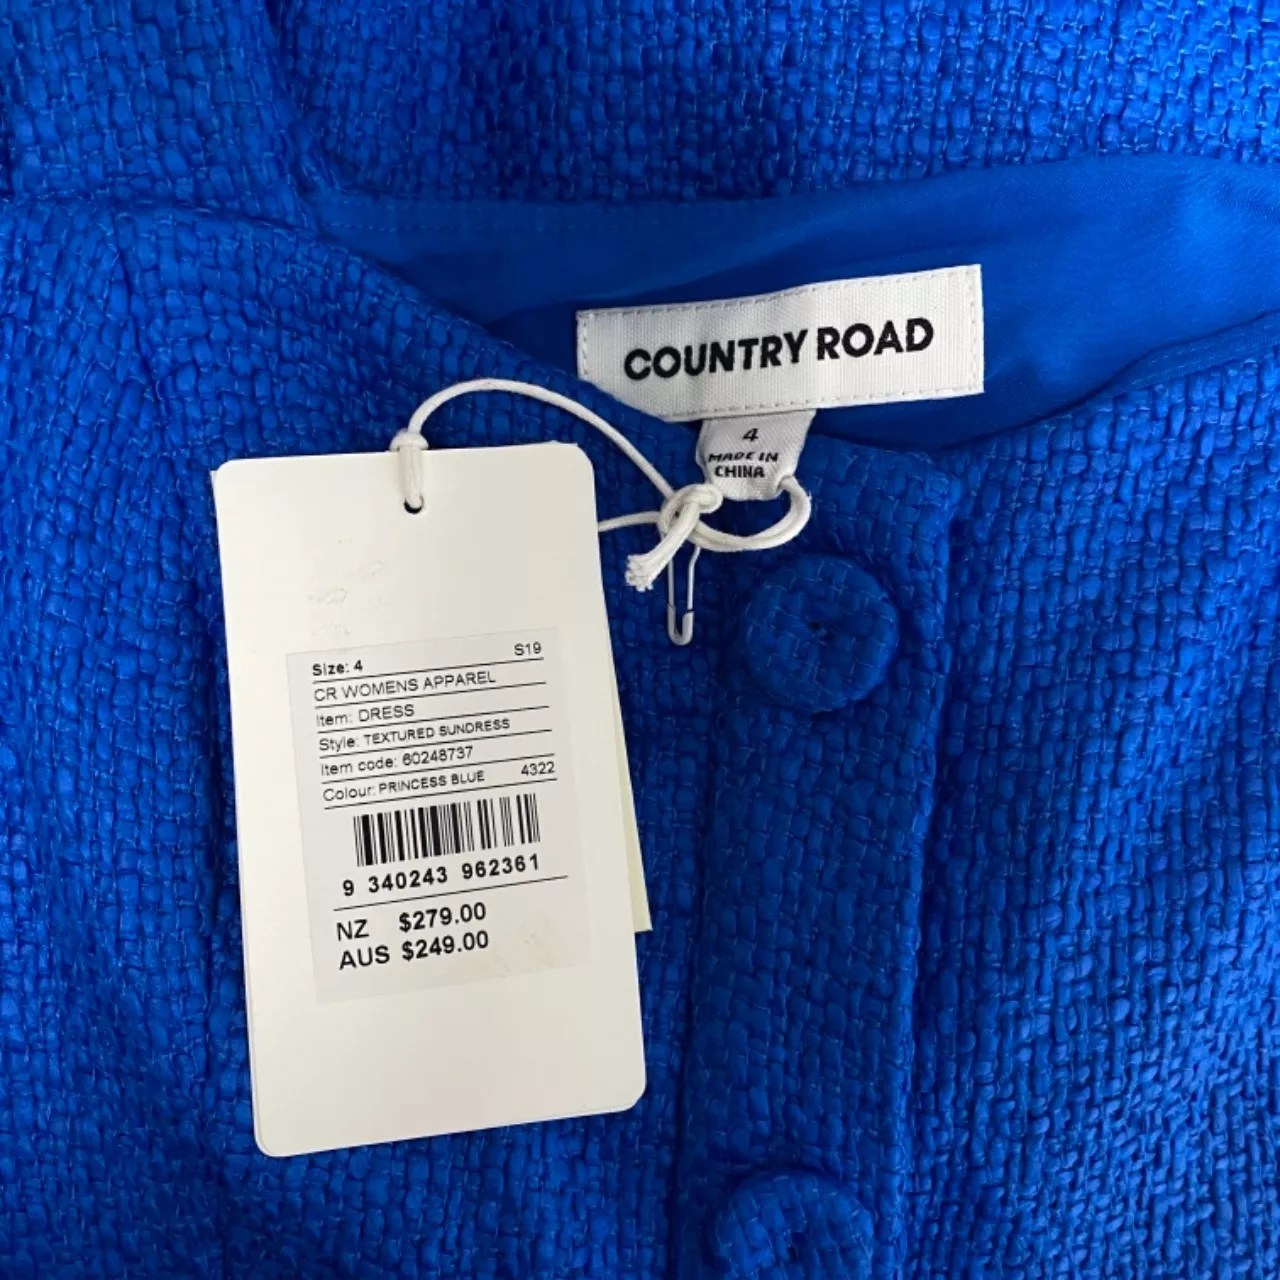 COUNTRY ROAD
4
MADE IN
CHINA
Size: 4 S19
CR WOMENS APPAREL
Item: DRESS
Style: TEXTURED SUNDRESS
Item code: 60248737
Colour: PRINCESS BLUE 4322
9 340243 962361
NZ $279.00
AUS $249.00